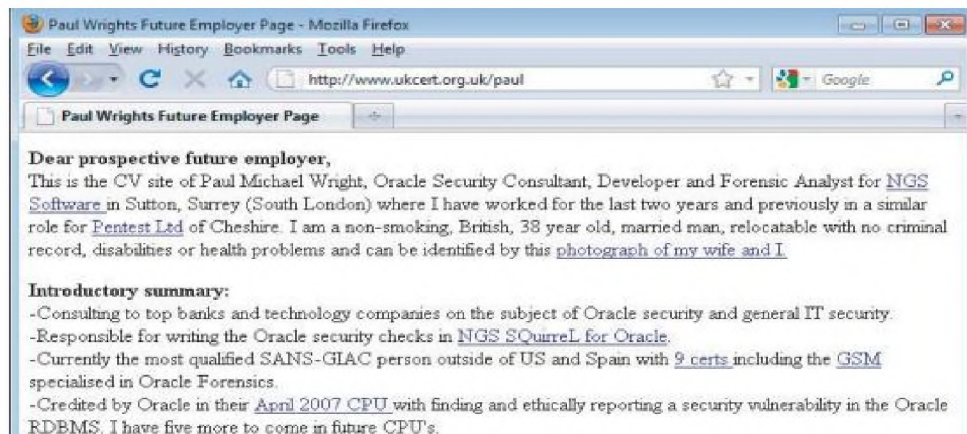 Paul Wrights Future Employer Page - Mozilla Firefox
File Edit View History Bookmarks Tools Help
http://www.ukcert.org.uk/paul
Google
Paul Wrights Future Employer Page
Dear prospective future employer,
This is the CV site of Paul Michael Wright, Oracle Security Consultant, Developer and Forensic Analyst for NGS
Software in Sutton, Surrey (South London) where I have worked for the last two years and previously in a similar
role for Pentest Ltd of Cheshire. I am a non-smoking, British, 38 year old, married man, relocatable with no criminal
record, disabilities or health problems and can be identified by this photograph of my wife and I.
Introductory summary:
-Consulting to top banks and technology companies on the subject of Oracle security and general IT security.
-Responsible for writing the Oracle security checks in NGS SQuirreL for Oracle.
-Currently the most qualified SANS-GIAC person outside of US and Spain with 9 certs including the GSM
specialised in Oracle Forensics.
-Credited by Oracle in their April 2007 CPU with finding and ethically reporting a security vulnerability in the Oracle
RDBMS. I have five more to come in future CPU's.